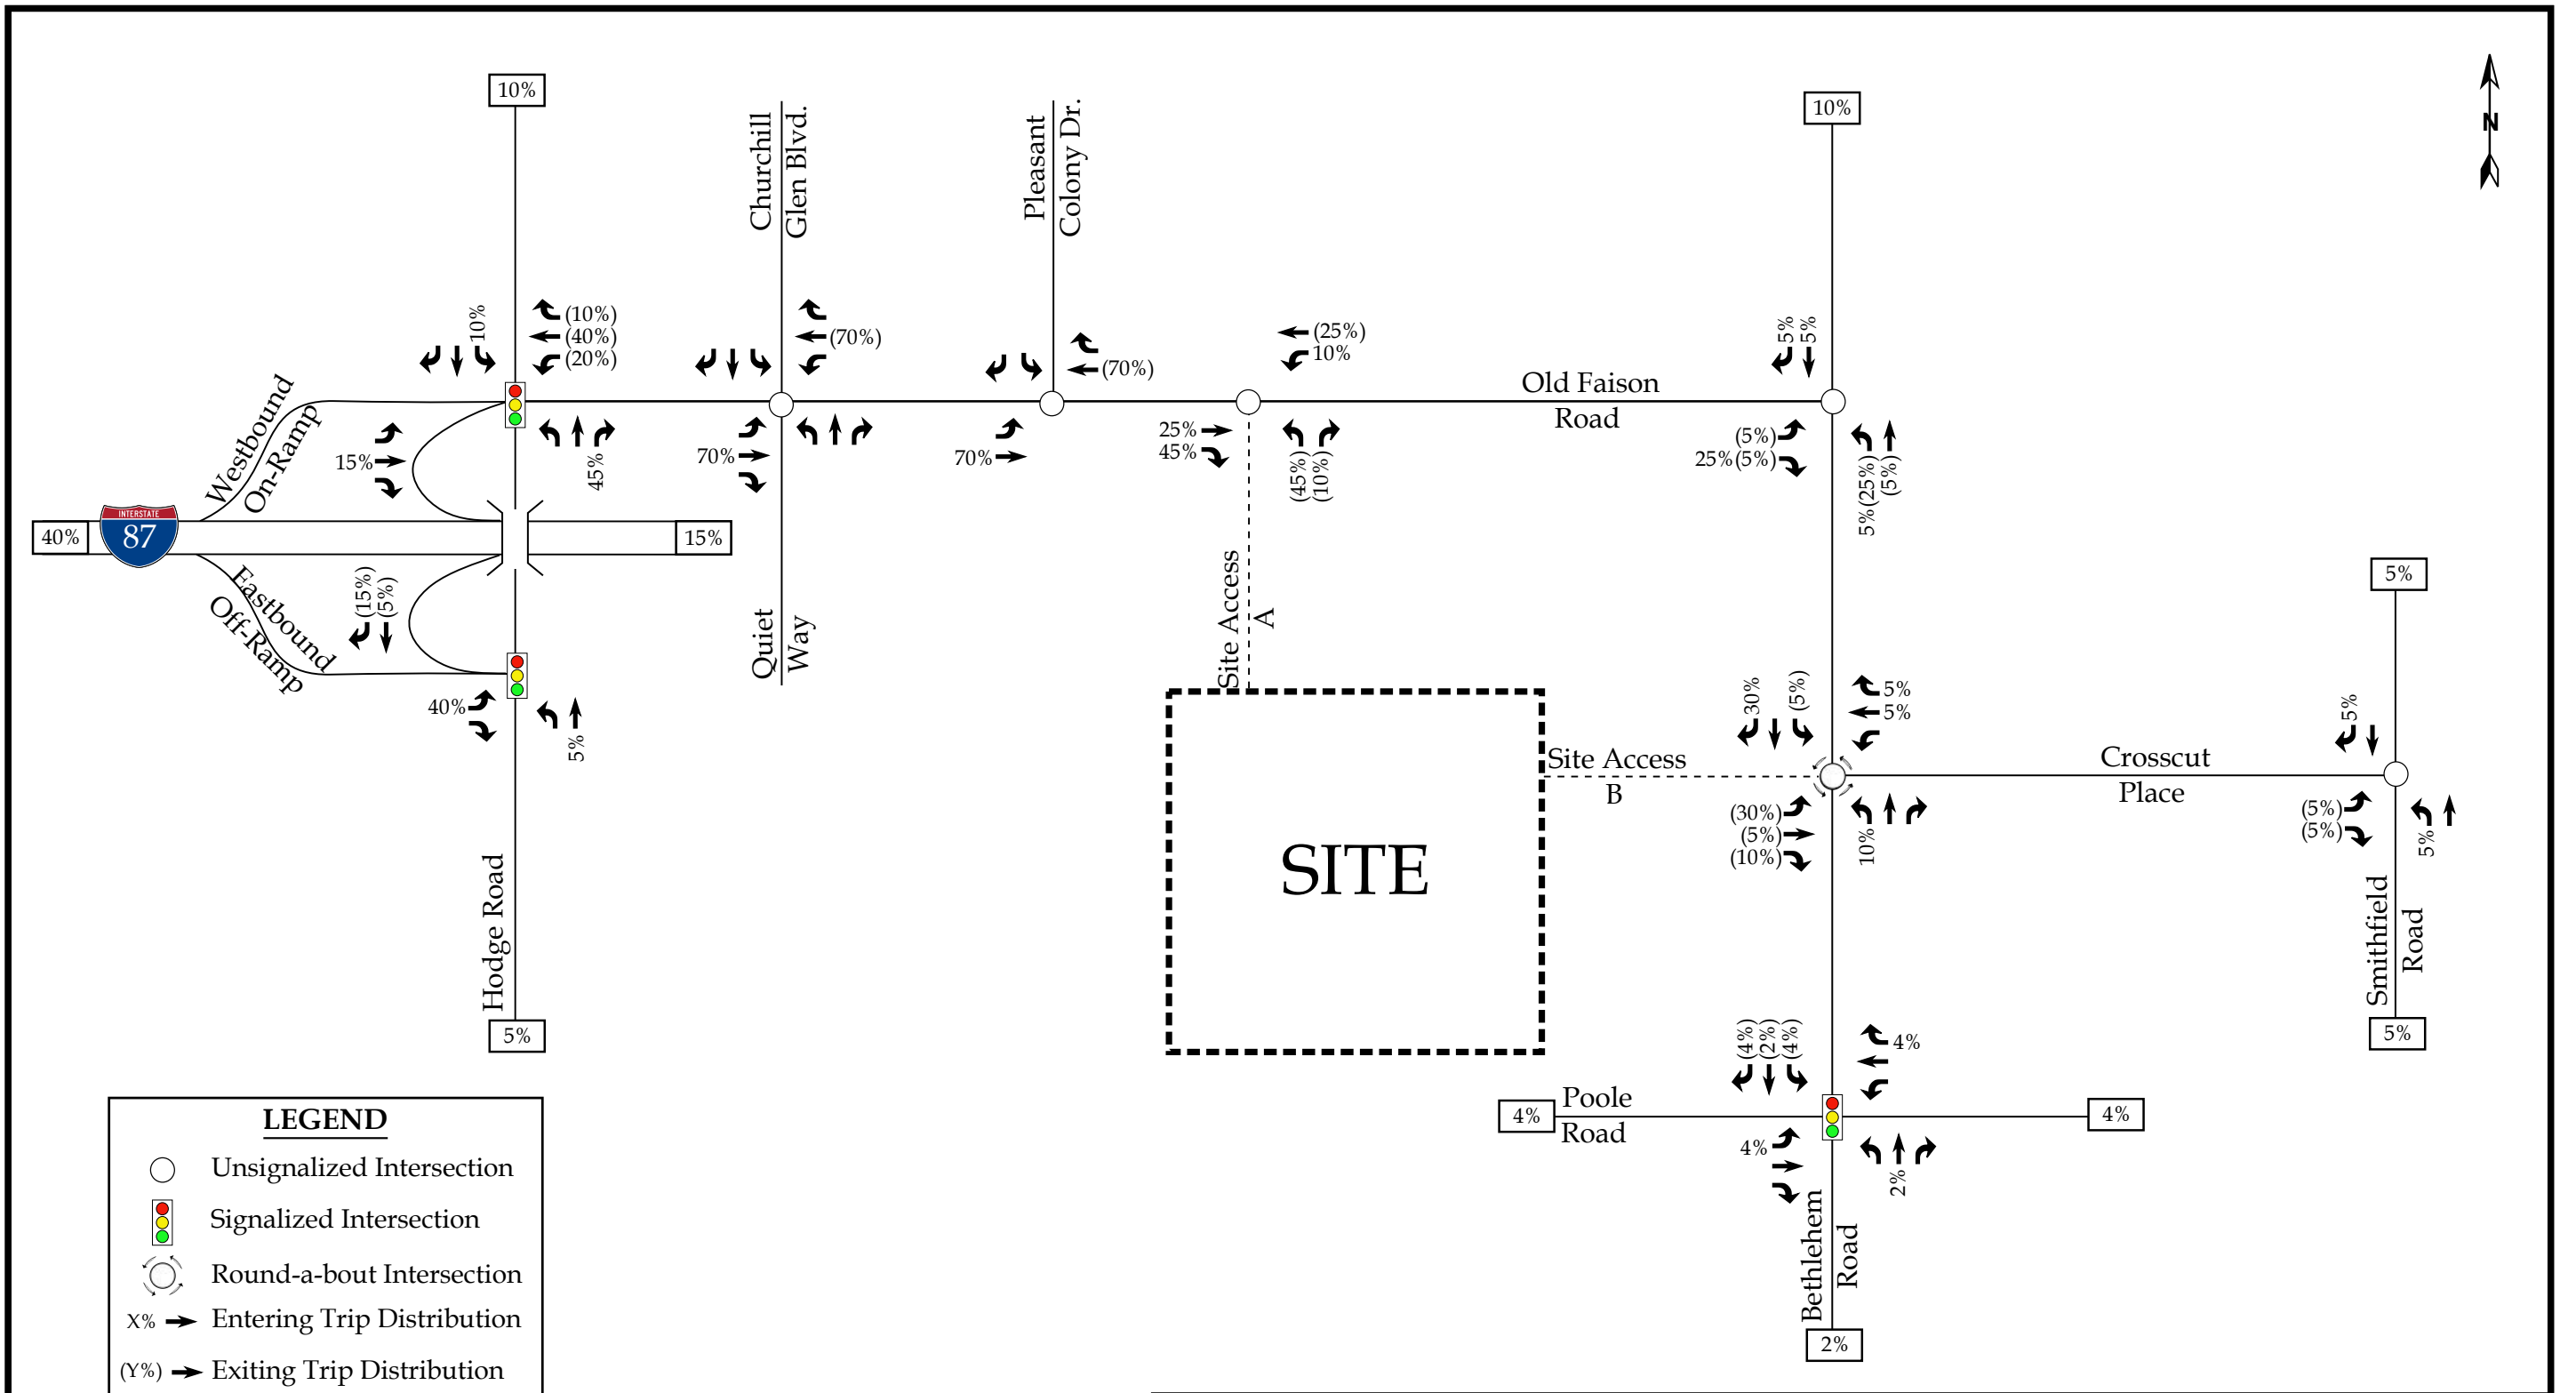 10%
10%
N
Churchill
Glen Blvd.
Pleasant
Colony Dr.
10%
(10%)
(40%)
(20%)
(70%)
(70%)
(25%)
10%
5%
5%
Old Faison
Road
Westbound
On-Ramp
15%
45%
70%
70%
25%
45%
(45%)
(10%)
(5%)
25%(5%)
5%(25%)
(5%)
40%
INTERSTATE
87
15%
Eastbound
Off-Ramp
(15%)
(5%)
40%
5%
Quiet
Way
Site Access
A
5%
30%
(5%)
5%
5%
5%
Site Access
B
Crosscut
Place
(30%)
(5%)
(10%)
10%
(5%)
(5%)
5%
SITE
Hodge Road
5%
Smithfield
Road
5%
(4%)
(2%)
(4%)
4%
4%
Poole
Road
4%
4%
2%
Bethlehem
Road
2%
LEGEND
Unsignalized Intersection
Signalized Intersection
Round-a-bout Intersection
X% Entering Trip Distribution
(Y%) Exiting Trip Distribution